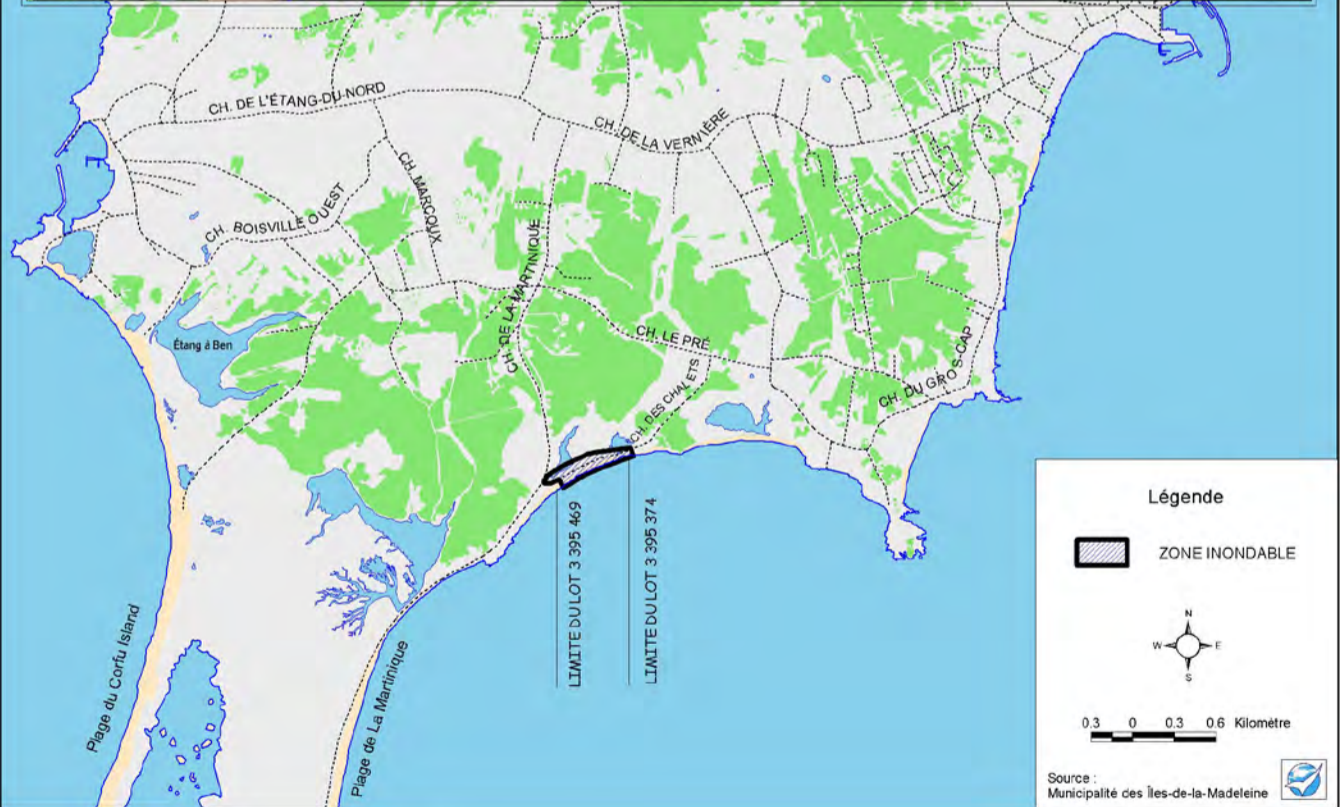 CH. DE L'ÉTANG-DU-NORD
CH. DE LA VERNIÈRE
CH. MARCOUX
CH. BOISVILLE OUEST
CH. DE LA MARTINIQUE
Étang à Ben
CH. LE PRÉ
CH. DES CHALETS
CH. DU GROS-CAP
LIMITE DU LOT 3 395 469
LIMITE DU LOT 3 395 374
Plage du Corfu Island
Plage de La Martinique
Légende
ZONE INONDABLE
N
W
E
S
0.3 0 0.3 0.6 Kilomètre
Source :
Municipalité des Îles-de-la-Madeleine